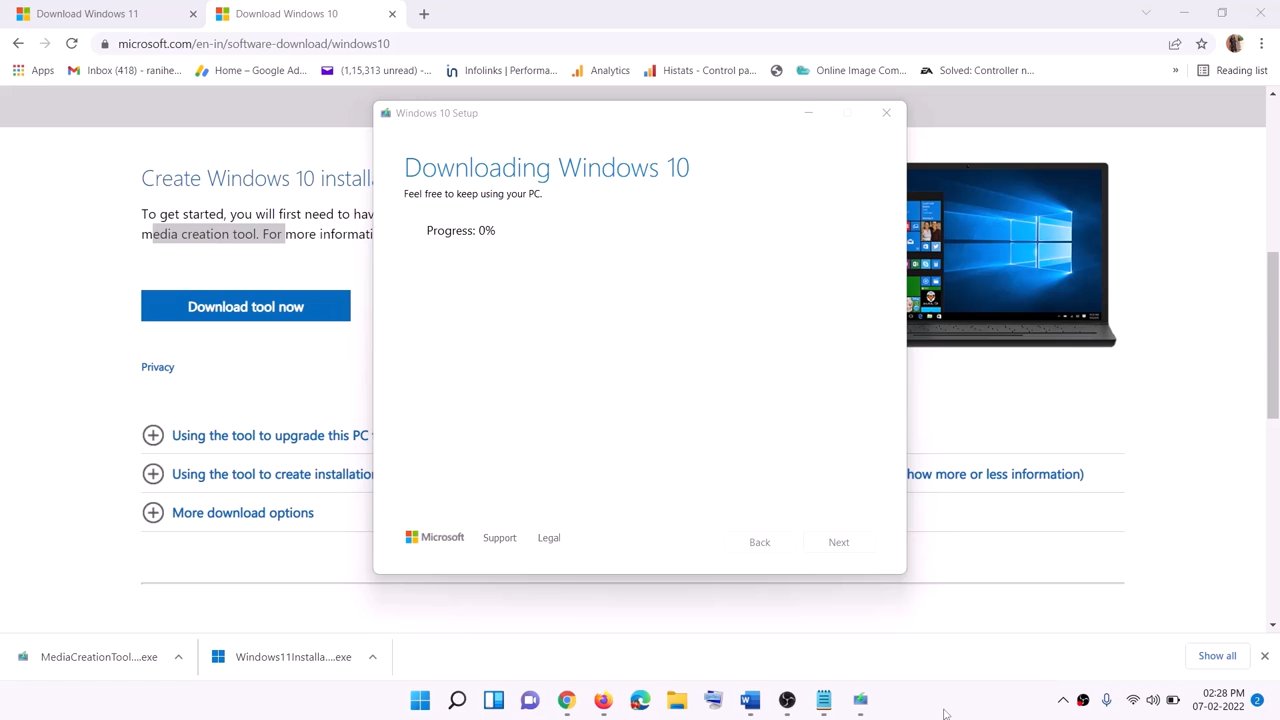 Download Windows 11
Download Windows 10
microsoft.com/en-in/software-download/windows10
Apps
Inbox (418) - ranihe...
Home – Google Ad...
(1,15,313 unread) -...
Infolinks | Performa...
Analytics
Histats - Control pa...
Online Image Com...
Solved: Controller n...
»
Reading list
Windows 10 Setup
Downloading Windows 10
Feel free to keep using your PC.
Progress: 0%
Create Windows 10 installa
To get started, you will first need to hav
media creation tool. For more informati
Download tool now
Privacy
Using the tool to upgrade this PC
Using the tool to create installation
how more or less information)
More download options
Microsoft
Support
Legal
Back
Next
MediaCreationTool....exe
Windows11Installa....exe
Show all
02:28 PM
07-02-2022
2